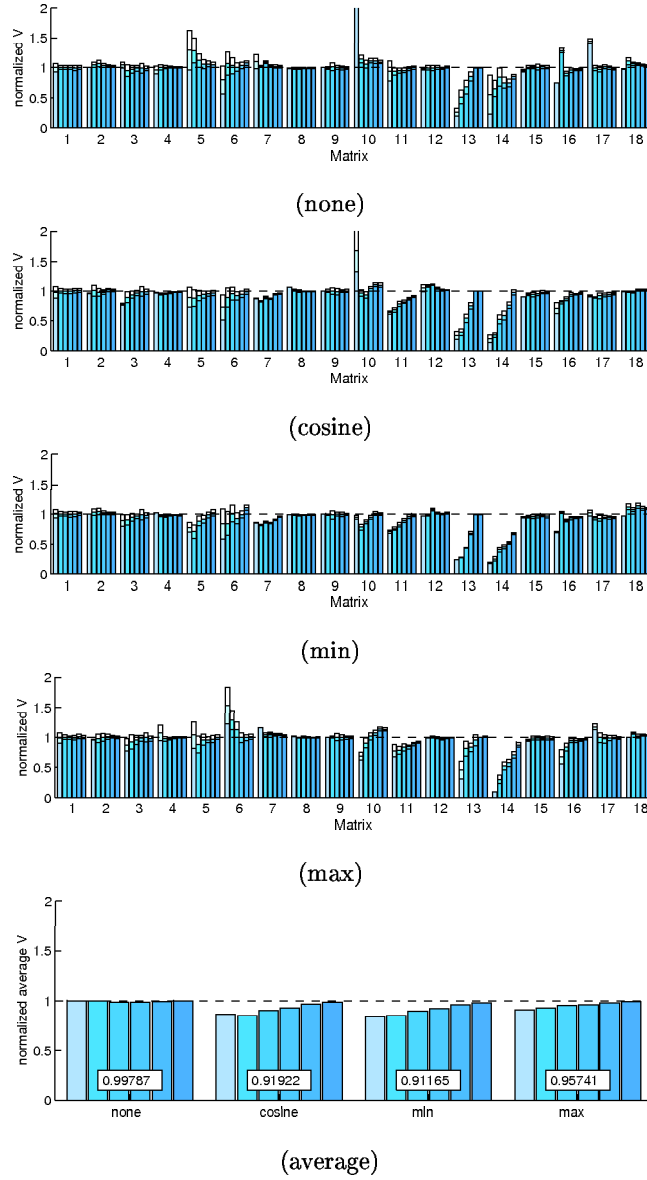 2
1.5
1
0.5
0
normalized V
1 2 3 4 5 6 7 8 9 10 11 12 13 14 15 16 17 18
Matrix
(none)
2
1.5
1
0.5
0
normalized V
1 2 3 4 5 6 7 8 9 10 11 12 13 14 15 16 17 18
Matrix
(cosine)
2
1.5
1
0.5
0
normalized V
1 2 3 4 5 6 7 8 9 10 11 12 13 14 15 16 17 18
Matrix
(min)
2
1.5
1
0.5
0
normalized V
1 2 3 4 5 6 7 8 9 10 11 12 13 14 15 16 17 18
Matrix
(max)
2
1.5
1
0.5
0
normalized average V
0.99787 0.91922 0.91165 0.95741
none cosine min max
(average)